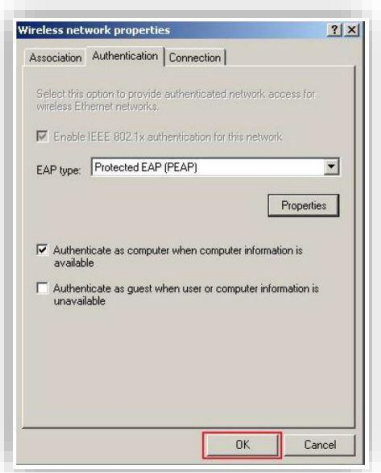 Wireless network properties
Association
Authentication
Connection
Select this option to provide authenticated network access for
wireless Ethernet networks.
Enable IEEE 802.1x authentication for this network
EAP type:
Protected EAP (PEAP)
Properties
Authenticate as computer when computer information is
available
Authenticate as guest when user or computer information is
unavailable
OK
Cancel